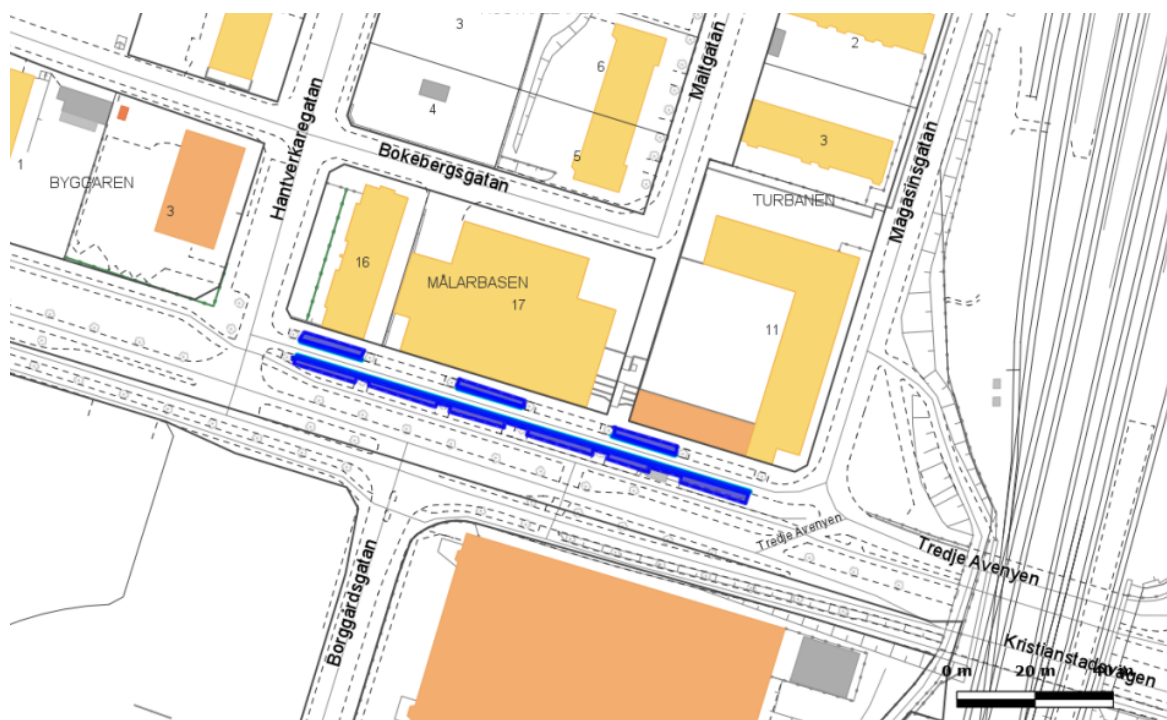 3
2
6
4
5
3
1
BYGGAREN
3
Hantverkaregatan
Bokebergsgatan
Maltgatan
Magasinsgatan
TURBANEN
16
MÅLARBASEN
17
11
Tredje Avenyen
Tredje Avenyen
Borggårdsgatan
Kristianstadsvägen
0 m
20 m